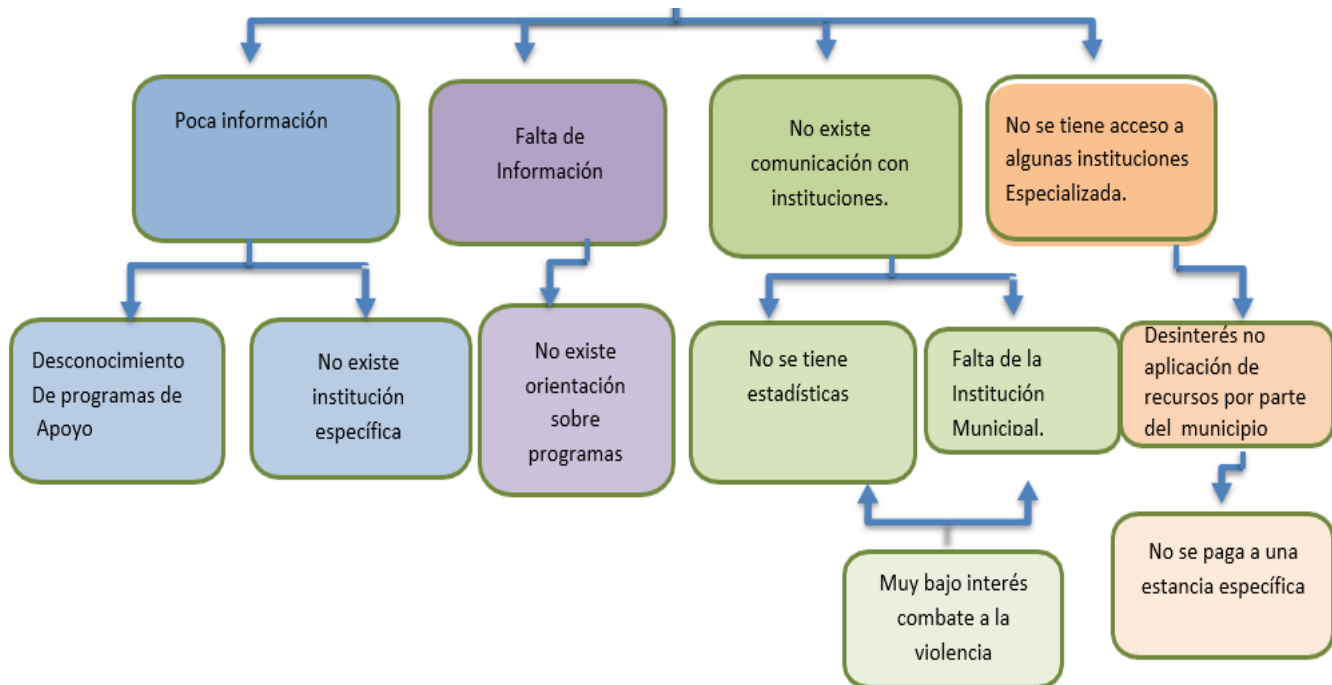 Poca información
Falta de
Información
No existe
comunicación con
instituciones.
No se tiene acceso a
algunas instituciones
Especializada.
Desconocimiento
De programas de
Apoyo
No existe
institución
específica
No existe
orientación
sobre
programas
No se tiene
estadísticas
Falta de la
Institución
Municipal.
Desinterés no
aplicación de
recursos por parte
del municipio
Muy bajo interés
combate a la
violencia
No se paga a una
estancia específica